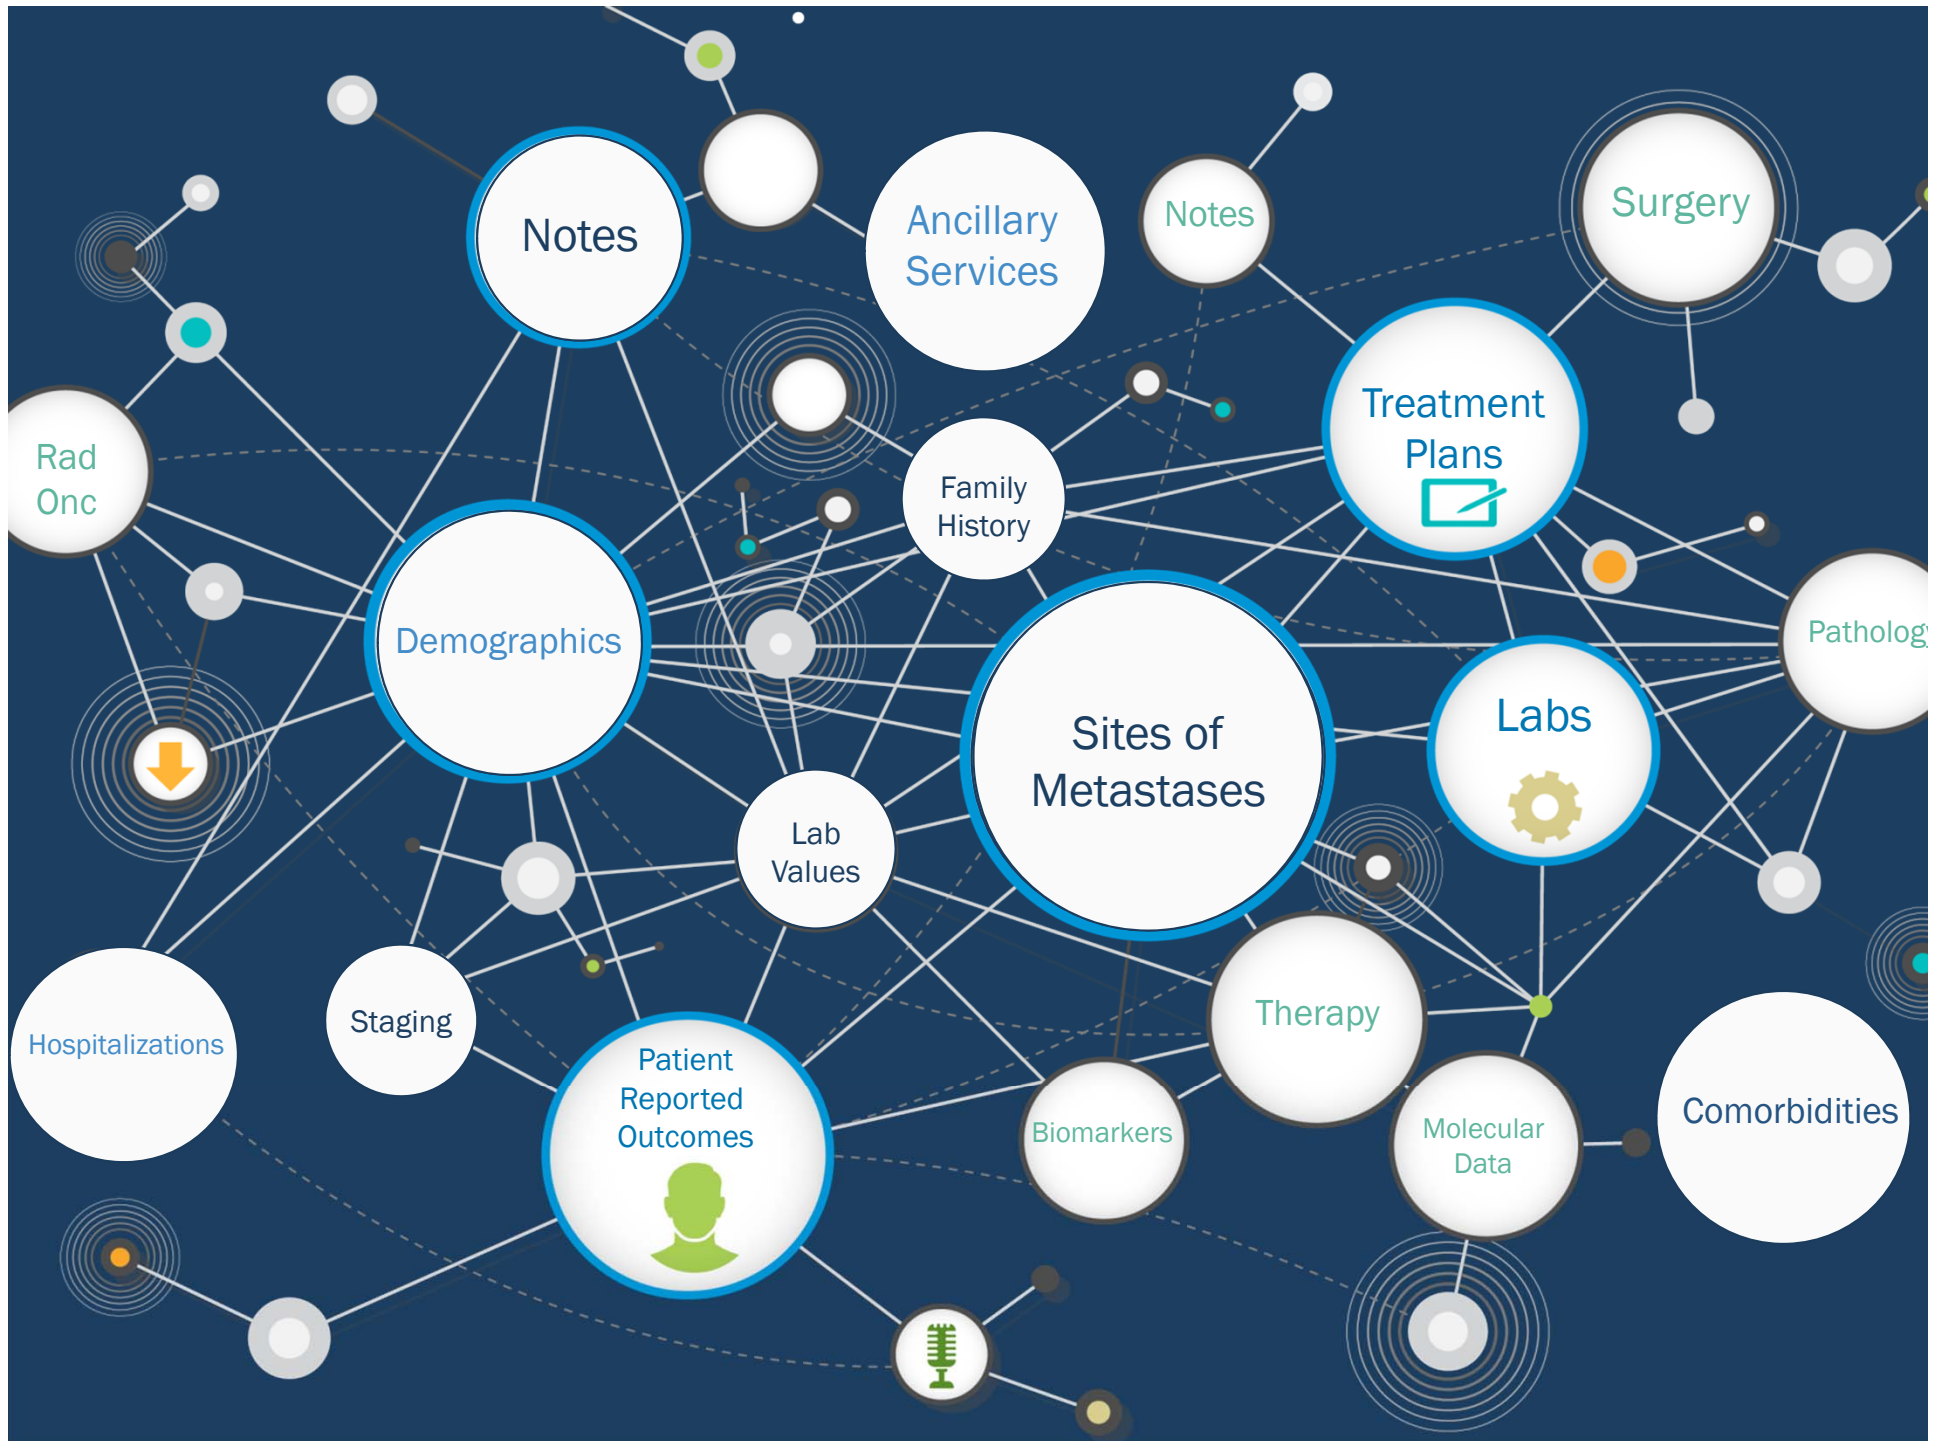 Notes
Ancillary
Services
Notes
Surgery
Treatment
Plans
Rad
Onc
Family
History
Demographics
Pathology
Sites of
Metastases
Labs
Lab
Values
Hospitalizations
Staging
Therapy
Patient
Reported
Outcomes
Biomarkers
Molecular
Data
Comorbidities